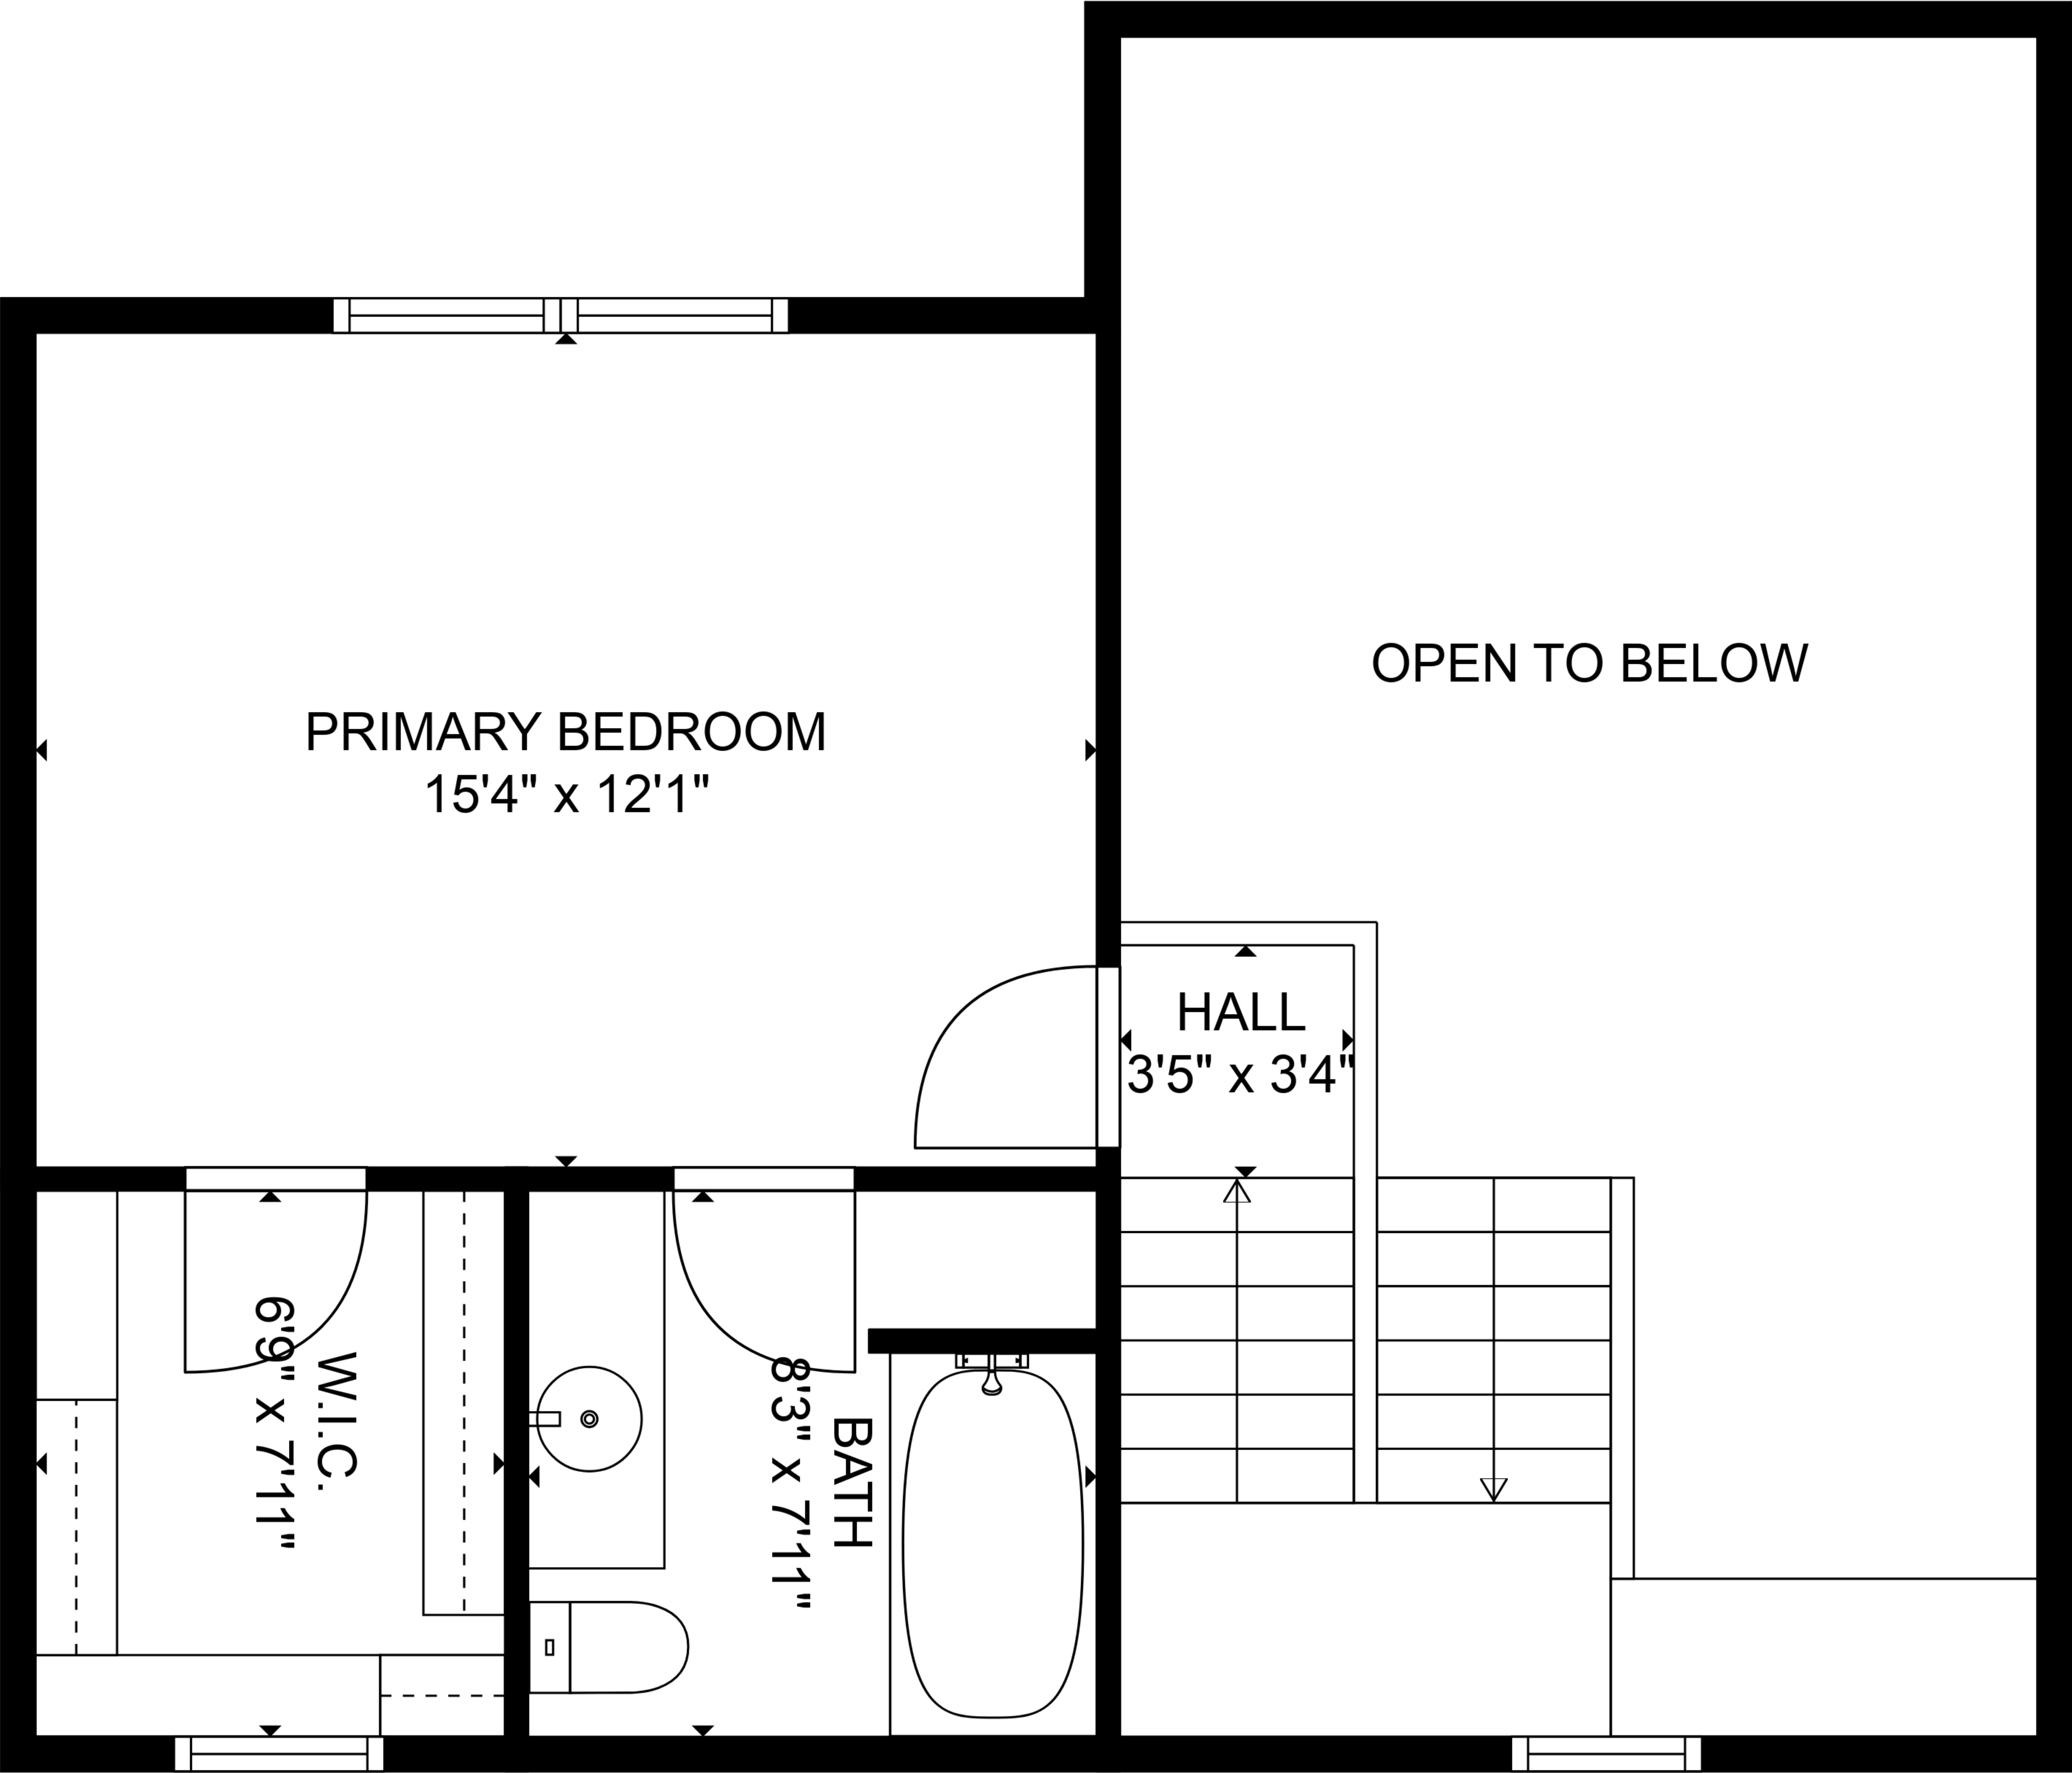 OPEN TO BELOW
PRIMARY BEDROOM
15'4" x 12'1"
HALL
3'5" x 3'4"
W.I.C.
6'9" x 7'11"
BATH
8'3" x 7'11"